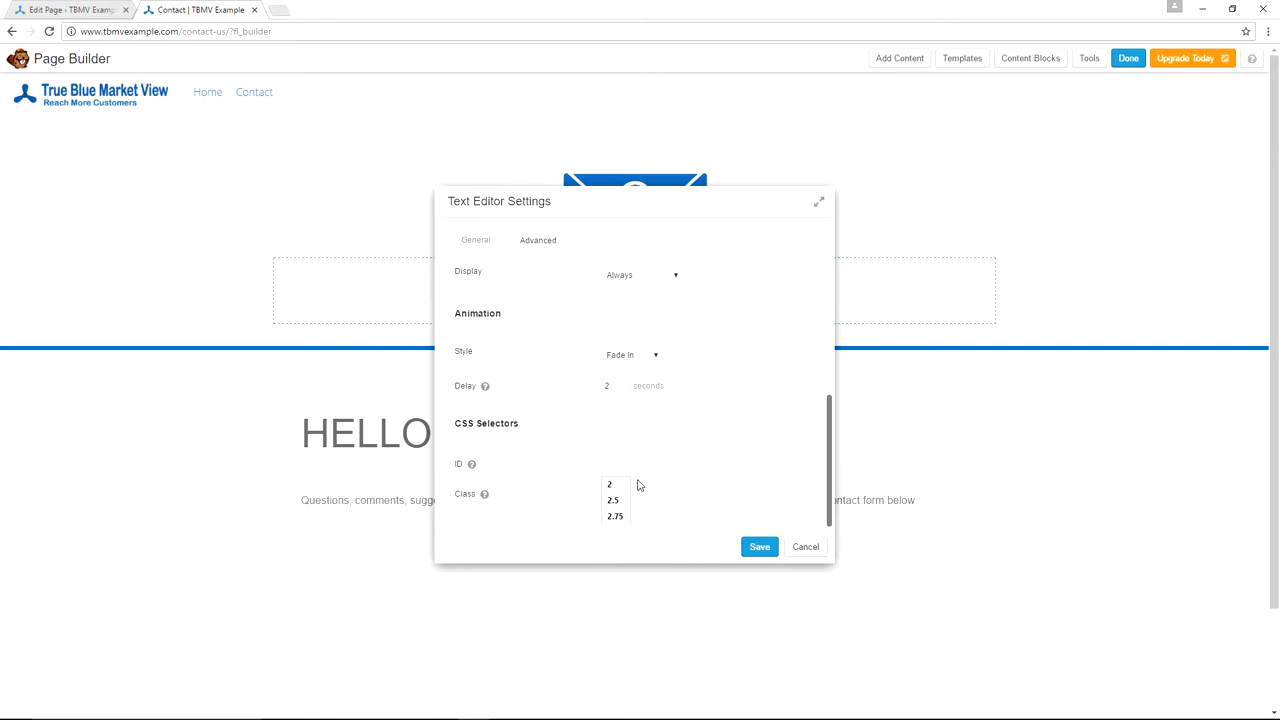 Edit Page ‹ TBMV Exampl
Contact | TBMV Example
www.tbmvexample.com/contact-us/?fl_builder
Page Builder
Add Content
Templates
Content Blocks
Tools
Done
Upgrade Today
?
True Blue Market View
Reach More Customers
Home
Contact
Text Editor Settings
General
Advanced
Display
Always
Animation
Style
Fade In
Delay ?
2 seconds
CSS Selectors
ID ?
Class ?
2
2.5
2.75
Save
Cancel
HELLO
Questions, comments, sugg
ontact form below